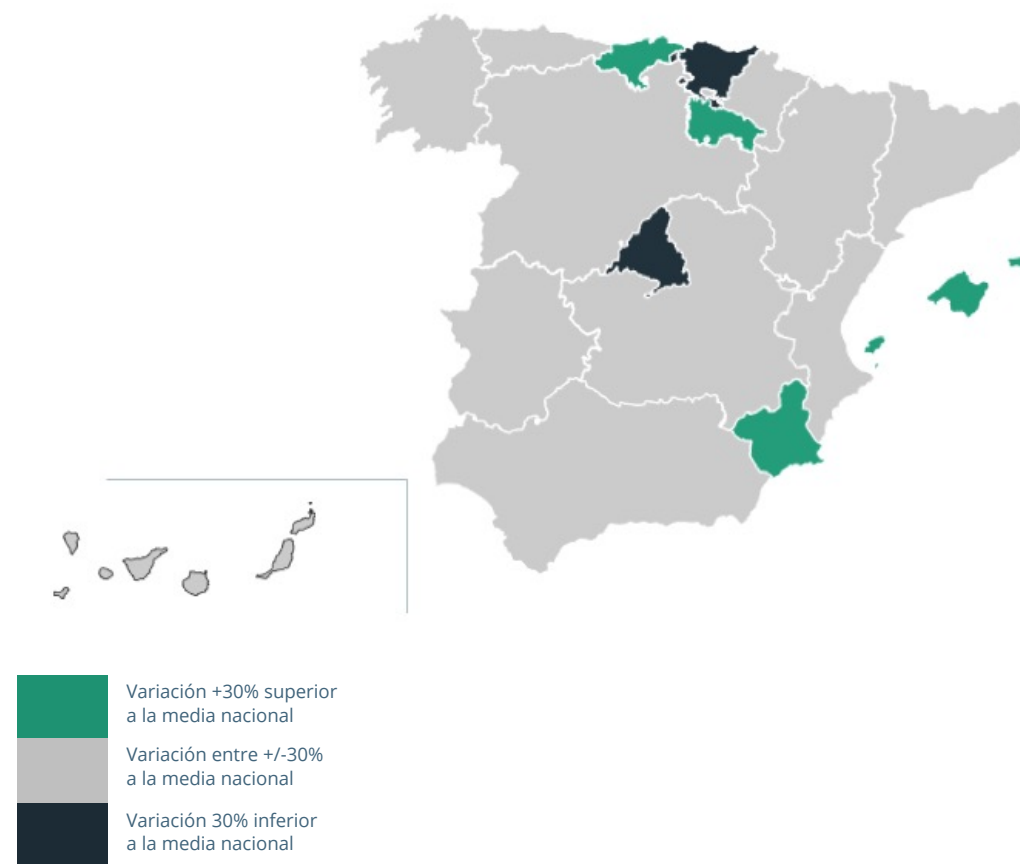 Variación +30% superior
a la media nacional
Variación entre +/-30%
a la media nacional
Variación 30% inferior
a la media nacional